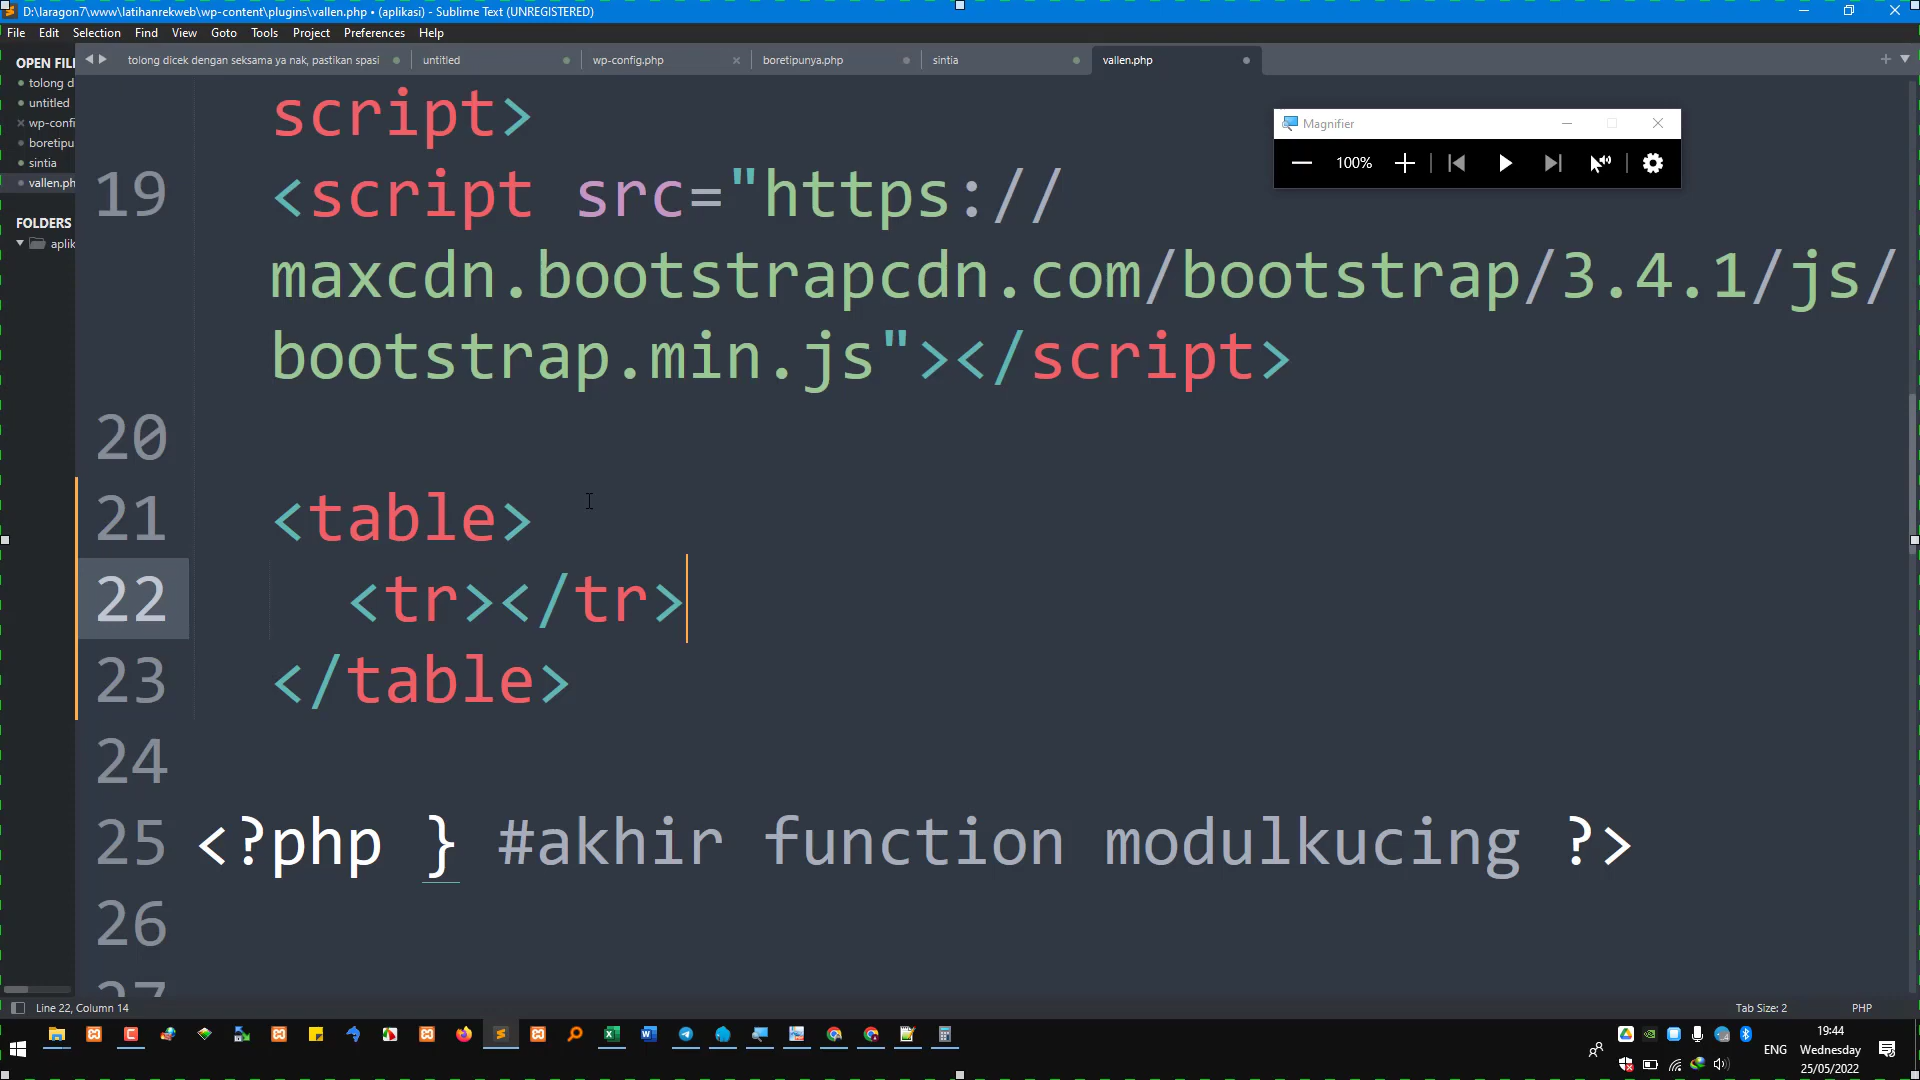 D:\laragon7\www\latihanrekweb\wp-content\plugins\vallen.php • (aplikasi) - Sublime Text (UNREGISTERED)
File Edit Selection Find View Goto Tools Project Preferences Help
OPEN FIL
tolong d
untitled
wp-confi
boretipu
sintia
vallen.ph
FOLDERS
aplik
tolong dicek dengan seksama ya nak, pastikan spasi
untitled
wp-config.php
boretipunya.php
sintia
vallen.php
Magnifier
100%
script>
19 <script src="https://
maxcdn.bootstrapcdn.com/bootstrap/3.4.1/js/
bootstrap.min.js"></script>
20
21 <table>
22 <tr></tr>
23 </table>
24
25 <?php } #akhir function modulkucing ?>
26
27
Line 22, Column 14
Tab Size: 2
PHP
ENG
19:44
Wednesday
25/05/2022